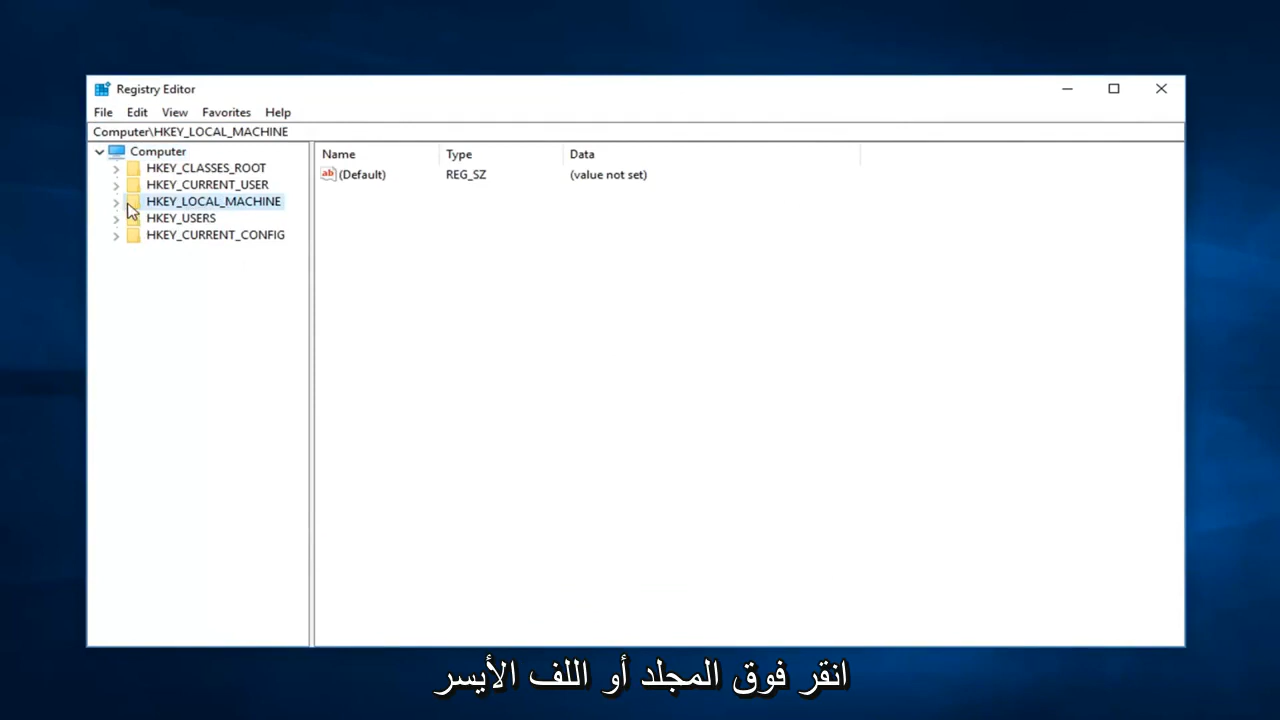 Registry Editor
File Edit View Favorites Help
Computer\HKEY_LOCAL_MACHINE
Computer
HKEY_CLASSES_ROOT
HKEY_CURRENT_USER
HKEY_LOCAL_MACHINE
HKEY_USERS
HKEY_CURRENT_CONFIG
Name Type Data
ab (Default) REG_SZ (value not set)
انقر فوق المجلد أو اللف الأيسر